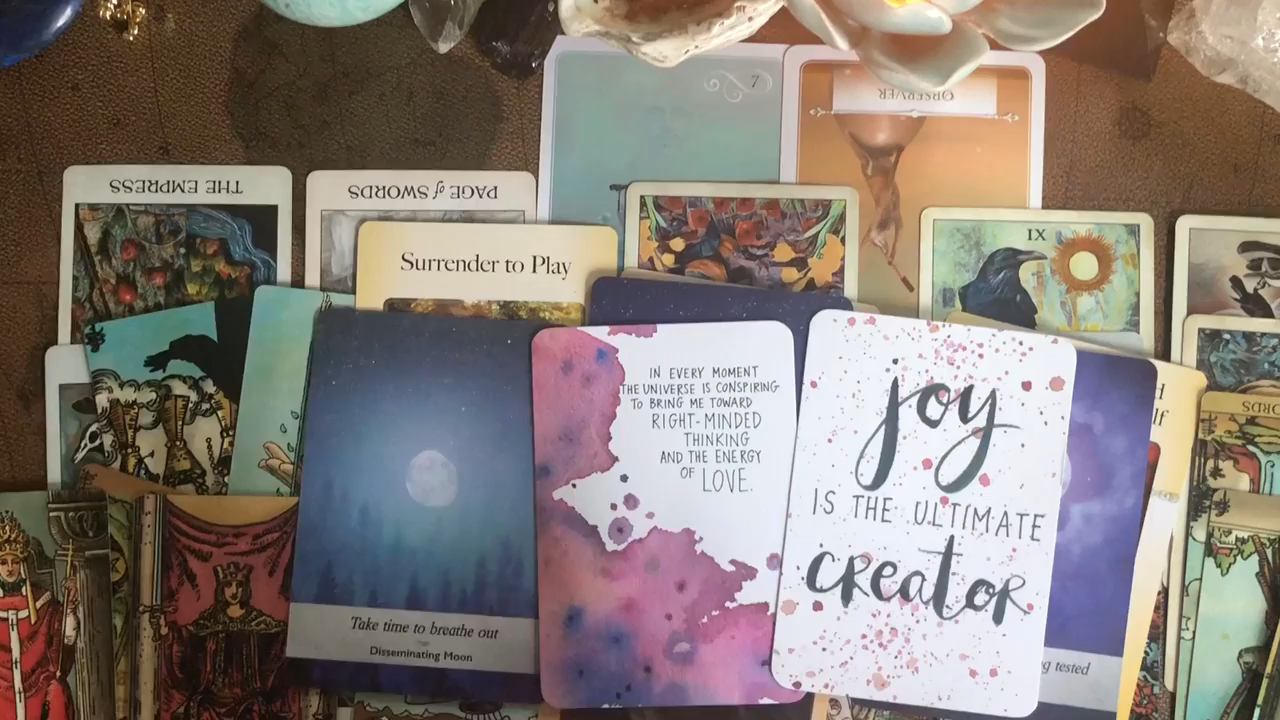 7
OBSERVER
THE EMPRESS
PAGE of SWORDS
Surrender to Play
IX
IN EVERY MOMENT
THE UNIVERSE IS CONSPIRING
TO BRING ME TOWARD
RIGHT-MINDED
THINKING
AND THE ENERGY
OF LOVE.
joy
IS THE ULTIMATE
creator
Take time to breathe out
Disseminating Moon
tested